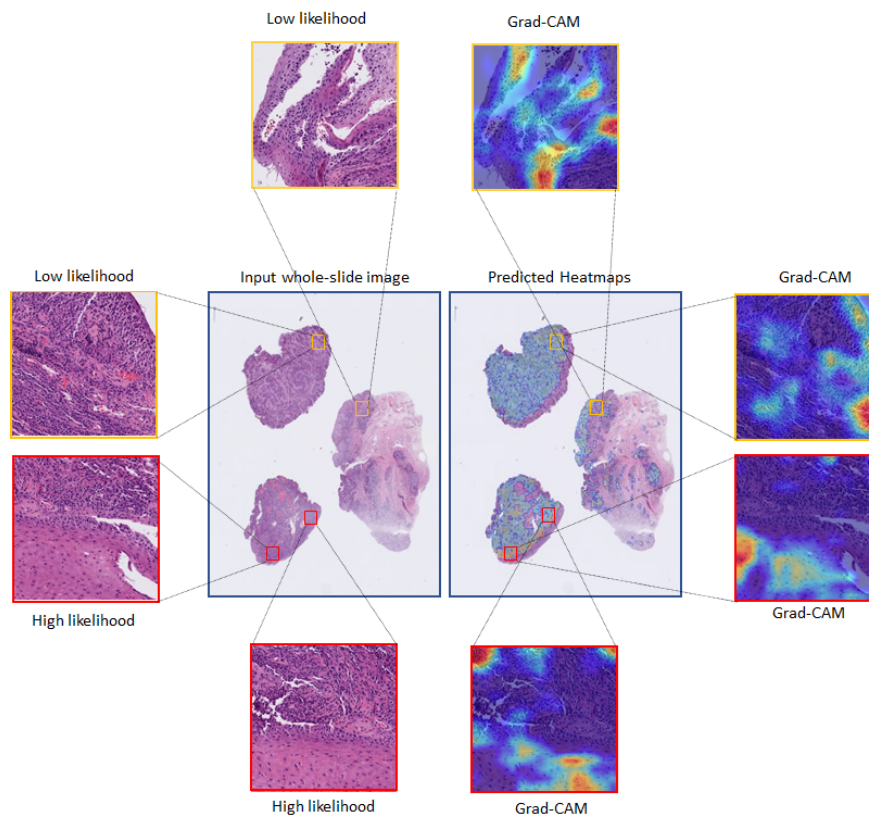 Low likelihood
Grad-CAM
Low likelihood
Input whole-slide image
Predicted Heatmaps
Grad-CAM
High likelihood
Grad-CAM
High likelihood
Grad-CAM